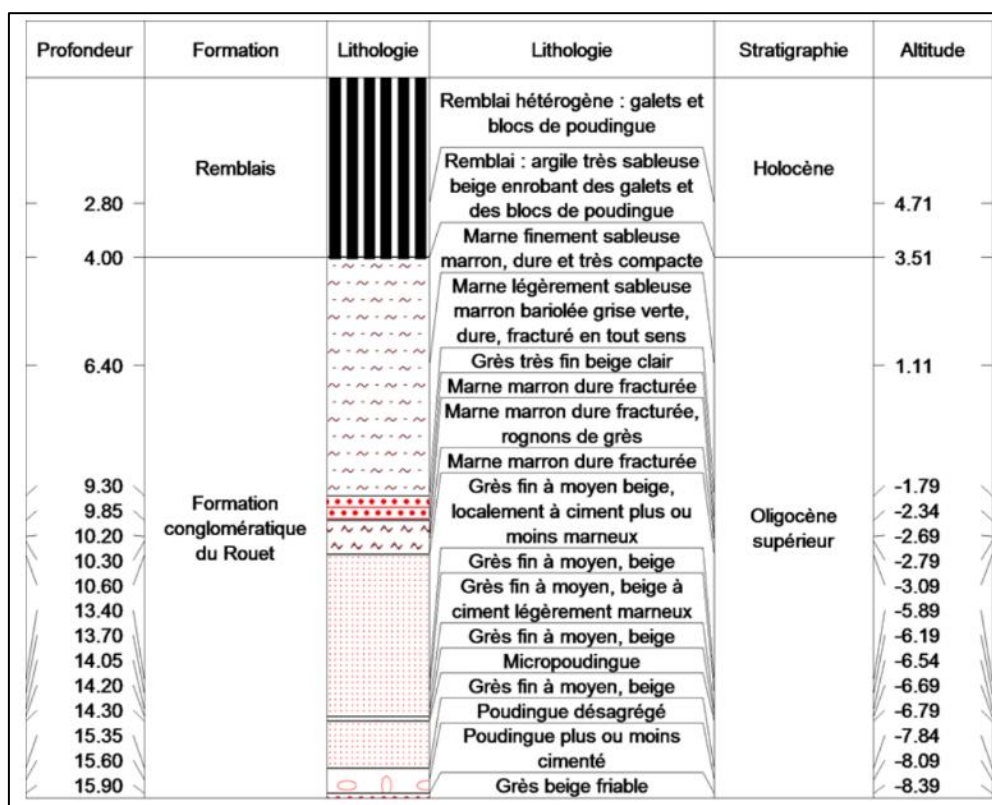 Profondeur Formation Lithologie Lithologie Stratigraphie Altitude
Remblai hétérogène : galets et
blocs de poudingue
Remblais Remblai : argile très sableuse Holocène
beige enrobant des galets et
2.80 des blocs de poudingue 4.71
Marne finement sableuse
4.00 marron, dure et très compacte 3.51
Marne légèrement sableuse
marron bariolée grise verte,
dure, fracturé en tout sens
6.40 Grès très fin beige clair 1.11
Marne marron dure fracturée
Marne marron dure fracturée,
rognons de grès
Marne marron dure fracturée
9.30 Grès fin à moyen beige, -1.79
9.85 Formation localement à ciment plus ou Oligocène -2.34
10.20 conglomératique moins marneux supérieur -2.69
10.30 du Rouet Grès fin à moyen, beige -2.79
10.60 Grès fin à moyen, beige à -3.09
13.40 ciment légèrement marneux -5.89
13.70 Grès fin à moyen, beige -6.19
14.05 Micropoudingue -6.54
14.20 Grès fin à moyen, beige -6.69
14.30 Poudingue désagrégé -6.79
15.35 Poudingue plus ou moins -7.84
15.60 cimenté -8.09
15.90 Grès beige friable -8.39